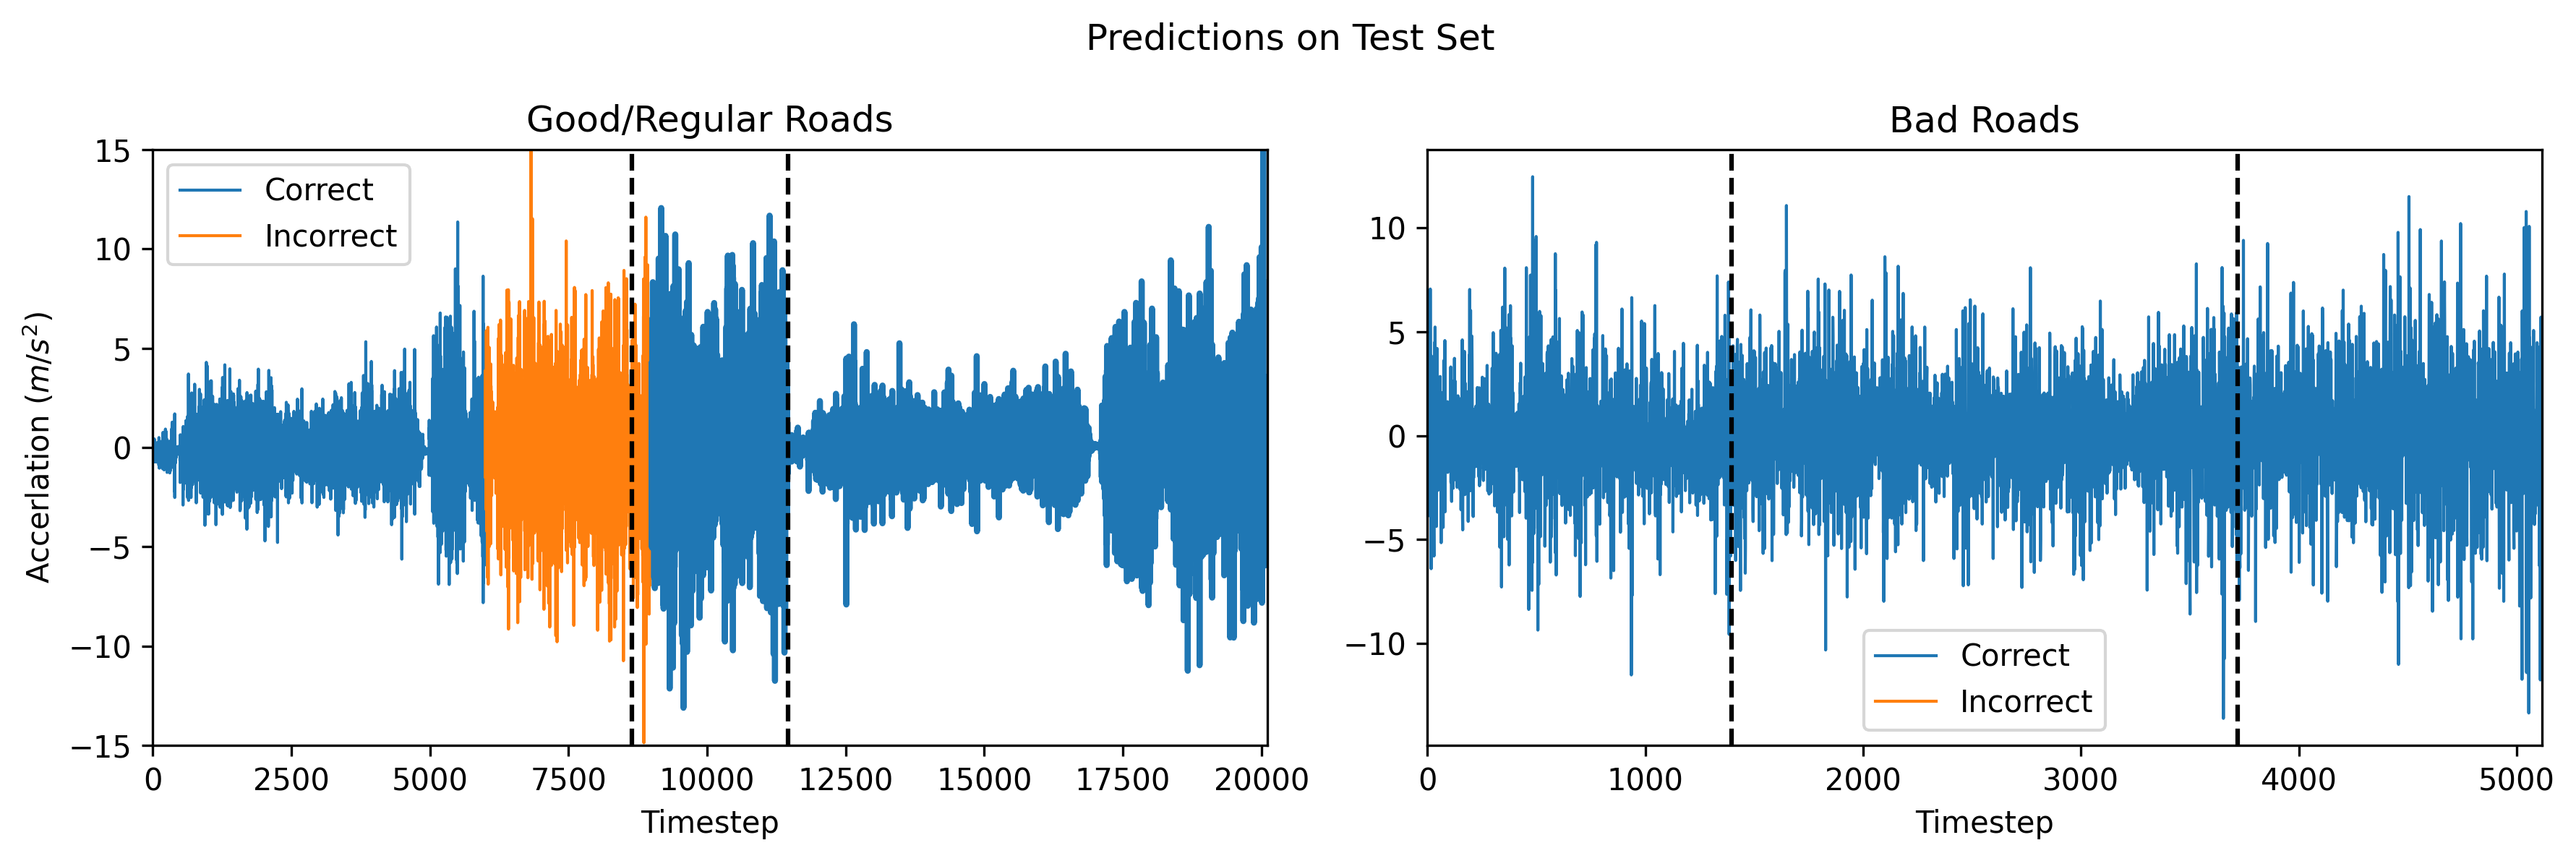 Predictions on Test Set
Good/Regular Roads
15
10
5
0
−5
−10
−15
Accerlation (m/s²)
Correct
Incorrect
0 2500 5000 7500 10000 12500 15000 17500 20000
Timestep
Bad Roads
10
5
0
−5
−10
Correct
Incorrect
0 1000 2000 3000 4000 5000
Timestep